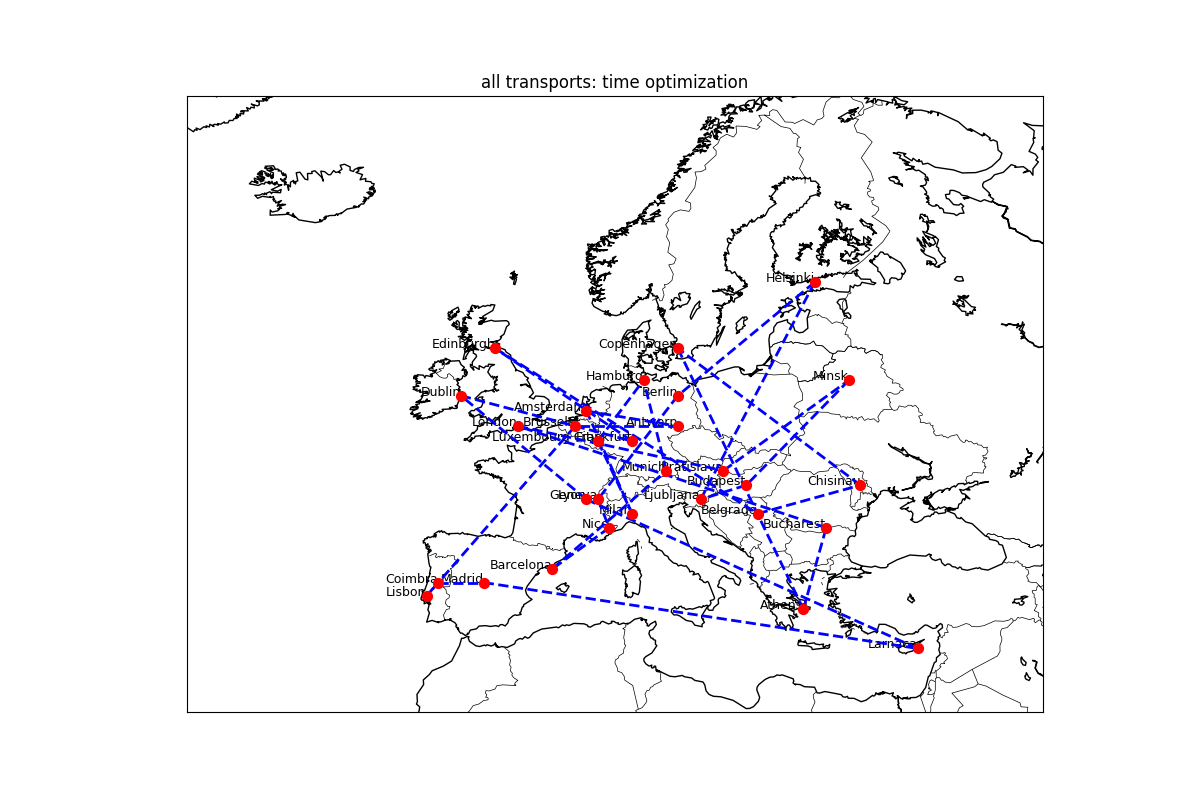 all transports: time optimization
Helsinki
Edinburgh
Copenhagen
Hamburg
Minsk
Dublin
Berlin
Amsterdam
London
Brussels
Antwerp
Luxembourg
Frankfurt
Munich
Bratislava
Budapest
Chisinau
Geneva
Lyon
Ljubljana
Milan
Belgrade
Nice
Bucharest
Barcelona
Coimbra
Madrid
Lisbon
Athens
Larnaca